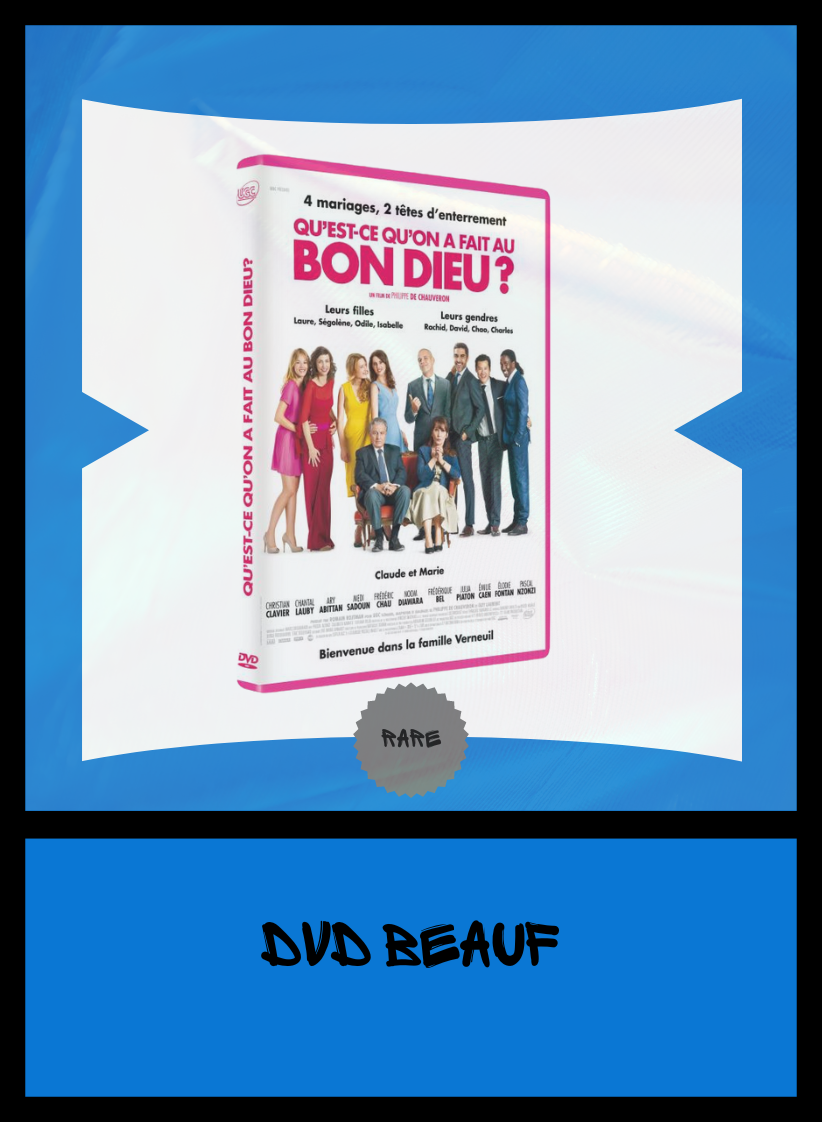 UGC
4 mariages, 2 têtes d'enterrement
QU'EST-CE QU'ON A FAIT AU
BON DIEU ?
UN FILM DE PHILIPPE DE CHAUVERON
Leurs filles
Laure, Ségolène, Odile, Isabelle
Leurs gendres
Rachid, David, Chao, Charles
QU'EST-CE QU'ON A FAIT AU BON DIEU?
Claude et Marie
CHRISTIAN CLAVIER CHANTAL LAUBY ARY ABITTAN MEDI SADOUN FRÉDÉRIC CHAU NOOM DIAWARA FRÉDÉRIQUE BEL JULIA PIATON ÉMILIE CAEN ÉLODIE FONTAN PASCAL NZONZI
Bienvenue dans la famille Verneuil
DVD
RARE
DVD BEAUF